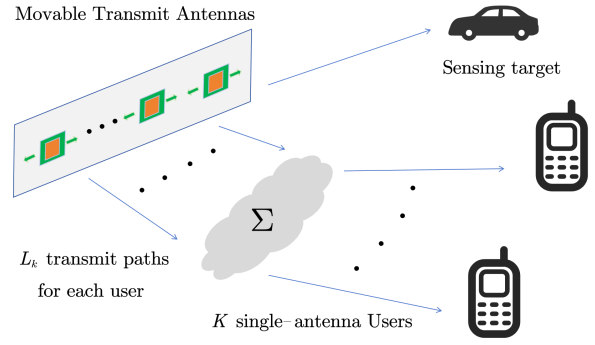 Movable Transmit Antennas
Sensing target
Σ
L_k transmit paths
for each user
K single–antenna Users